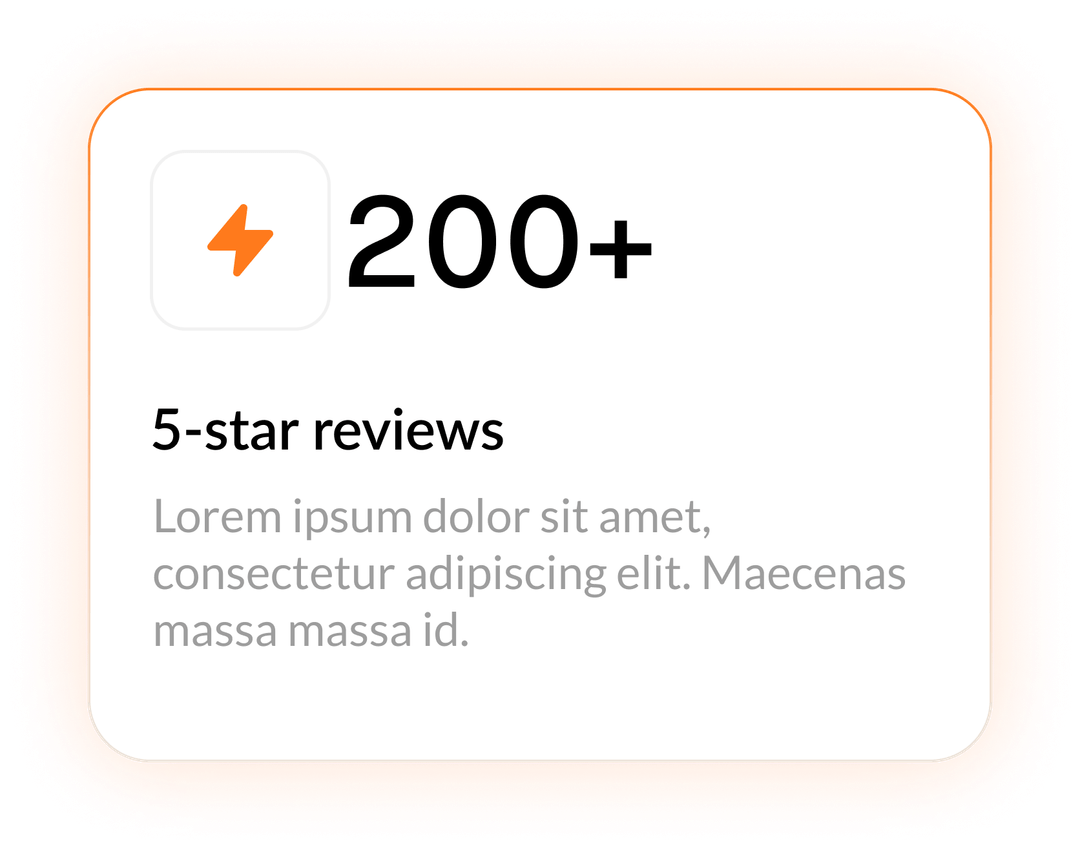 200+
5-star reviews
Lorem ipsum dolor sit amet,
consectetur adipiscing elit. Maecenas
massa massa id.